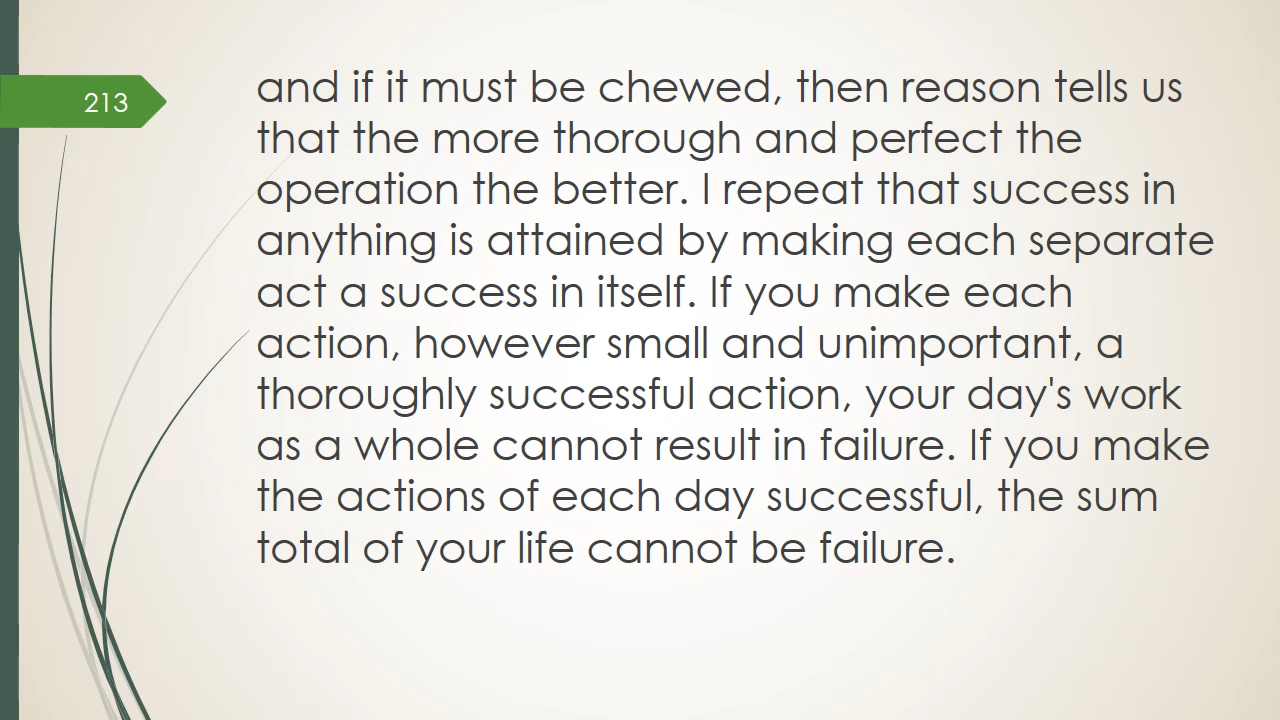 213
and if it must be chewed, then reason tells us
that the more thorough and perfect the
operation the better. I repeat that success in
anything is attained by making each separate
act a success in itself. If you make each
action, however small and unimportant, a
thoroughly successful action, your day's work
as a whole cannot result in failure. If you make
the actions of each day successful, the sum
total of your life cannot be failure.